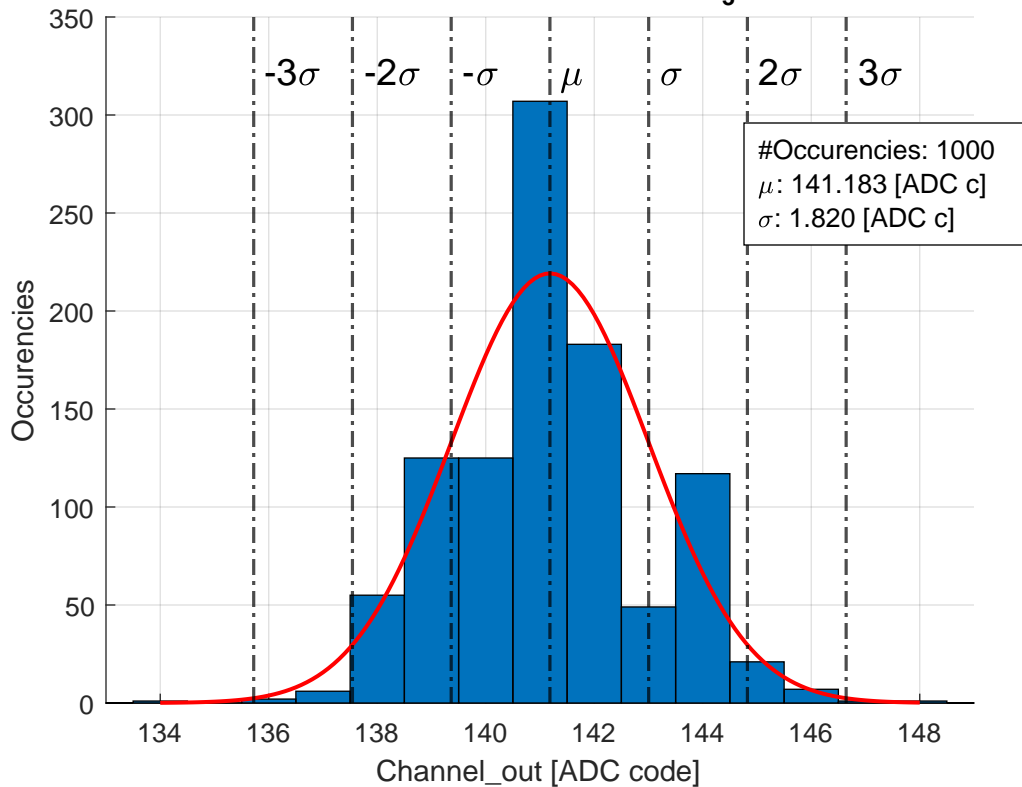 350
300
250
200
150
100
50
0
Occurencies
-3σ
-2σ
-σ
μ
σ
2σ
3σ
#Occurencies: 1000
μ: 141.183 [ADC c]
σ: 1.820 [ADC c]
134
136
138
140
142
144
146
148
Channel_out [ADC code]